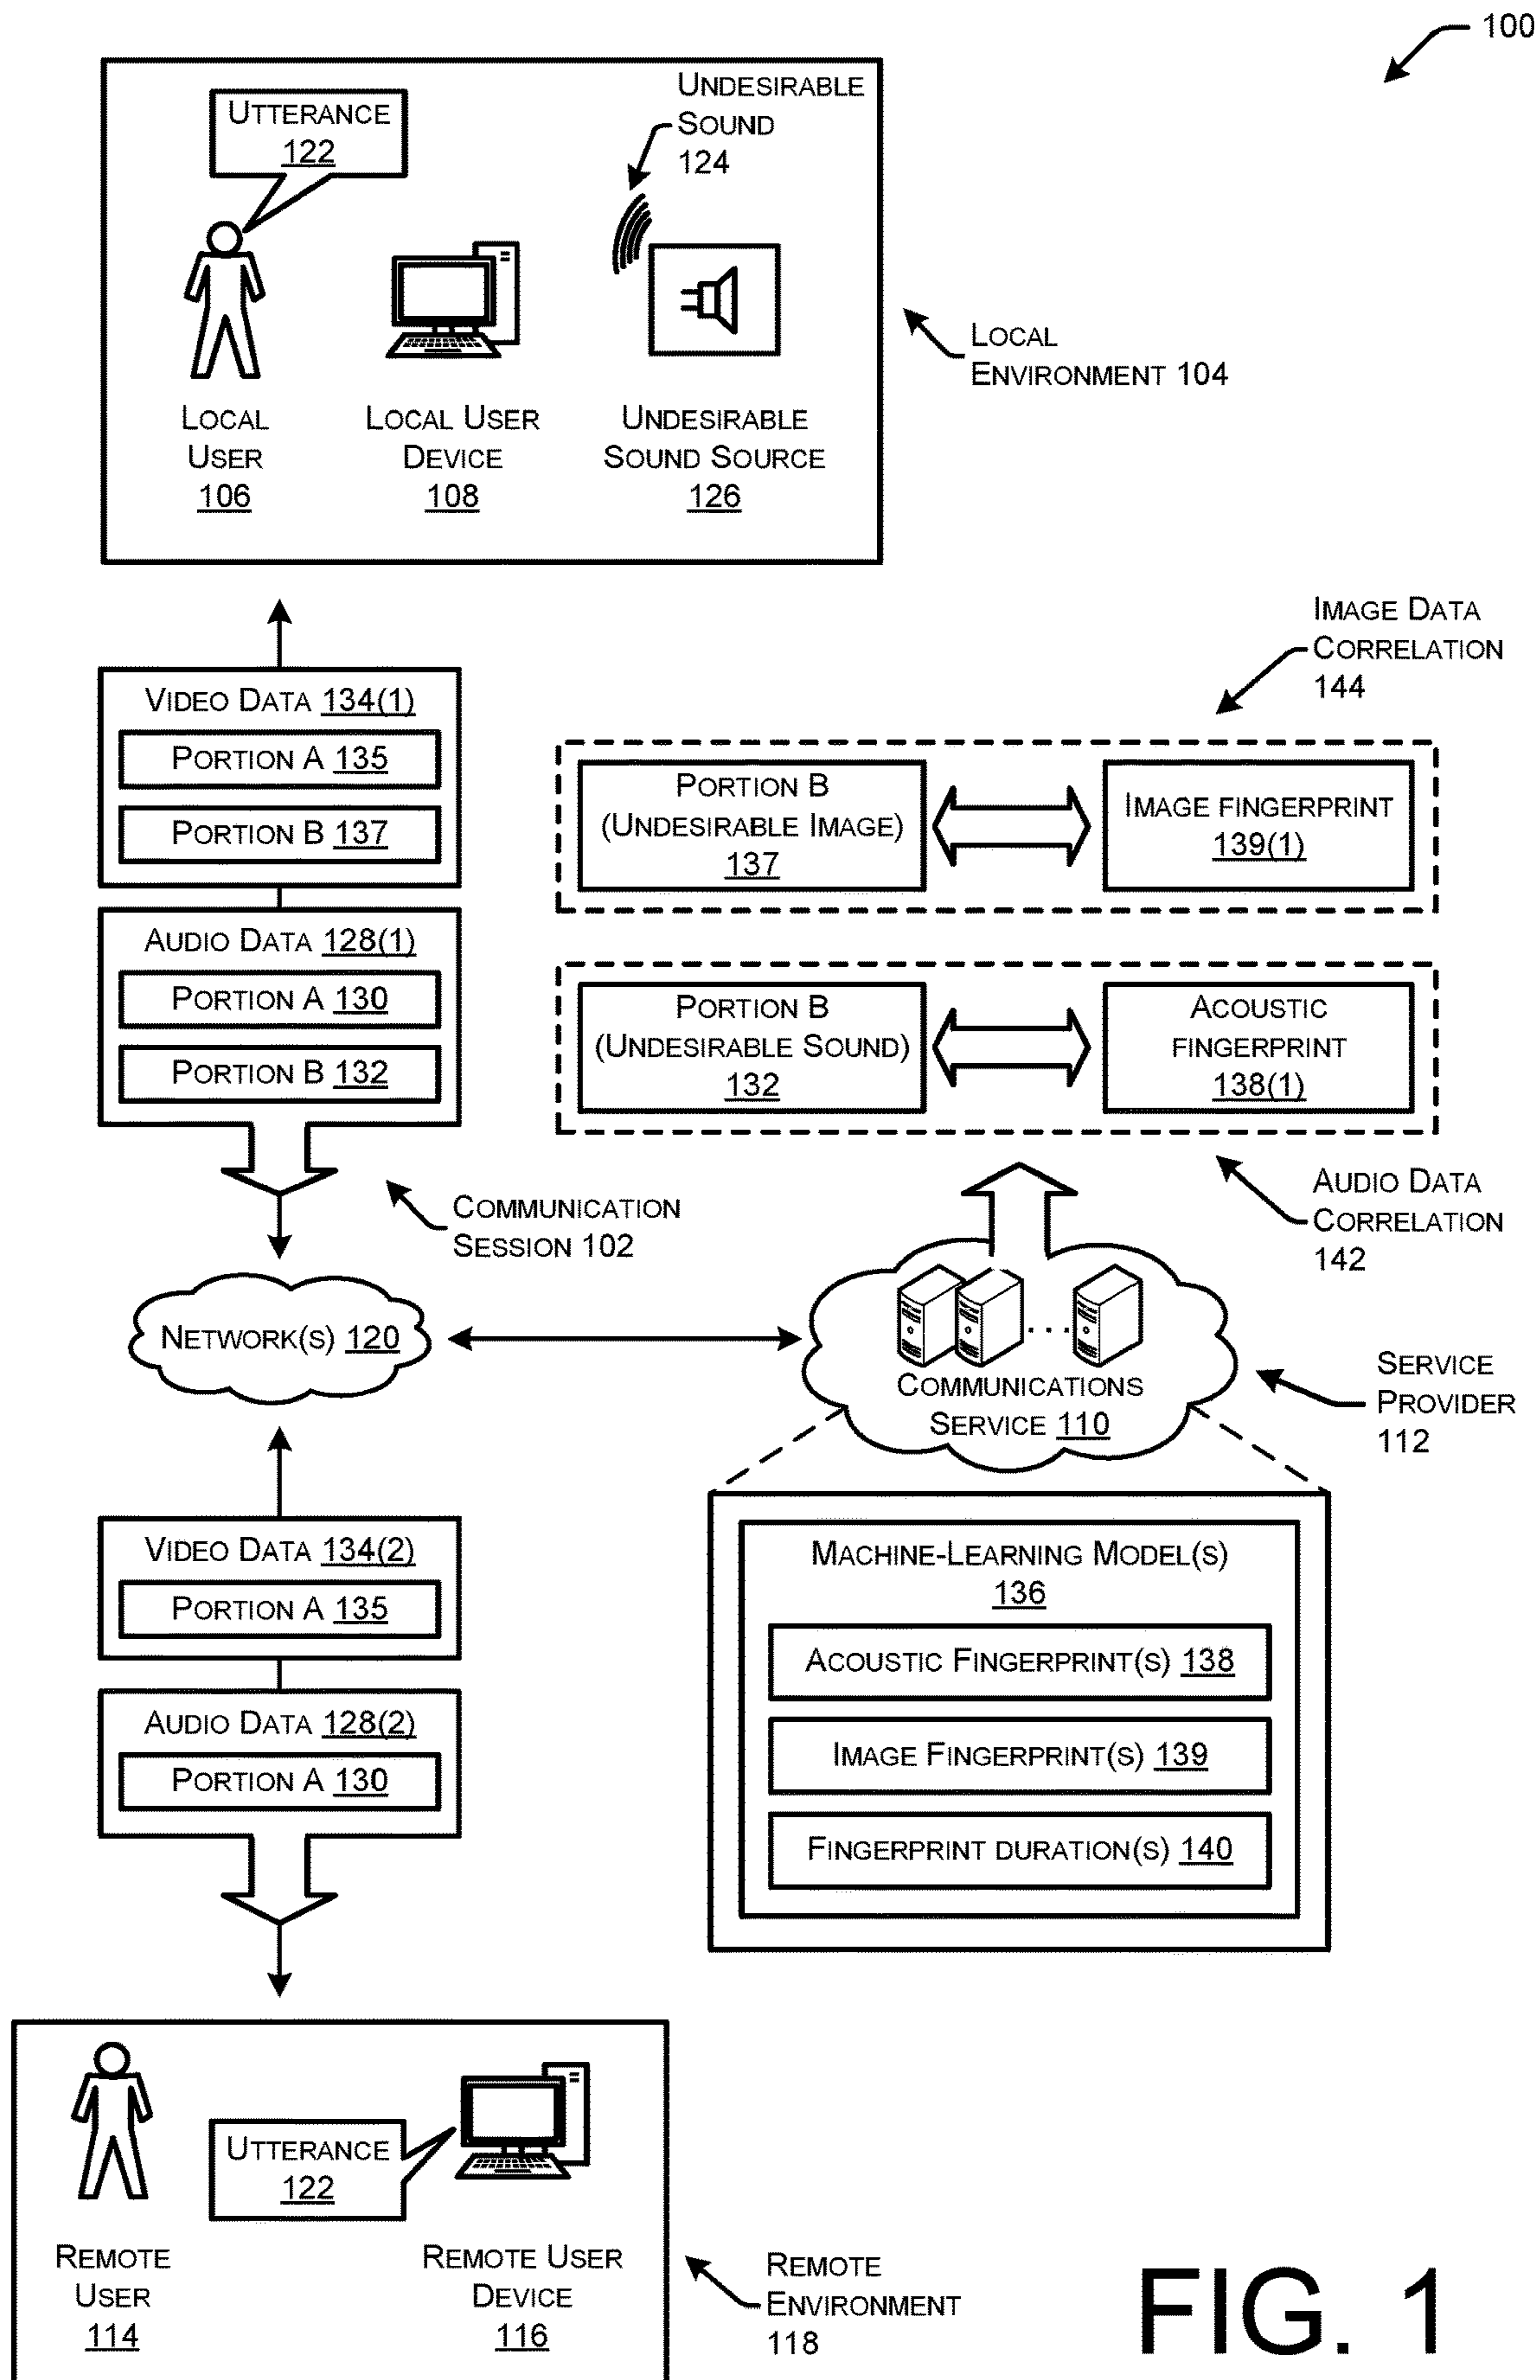 100
UTTERANCE
122
UNDESIRABLE
SOUND
124
LOCAL
USER
106
LOCAL USER
DEVICE
108
UNDESIRABLE
SOUND SOURCE
126
LOCAL
ENVIRONMENT 104
VIDEO DATA 134(1)
PORTION A 135
PORTION B 137
AUDIO DATA 128(1)
PORTION A 130
PORTION B 132
IMAGE DATA
CORRELATION
144
PORTION B
(UNDESIRABLE IMAGE)
137
IMAGE FINGERPRINT
139(1)
PORTION B
(UNDESIRABLE SOUND)
132
ACOUSTIC
FINGERPRINT
138(1)
AUDIO DATA
CORRELATION
142
COMMUNICATION
SESSION 102
NETWORK(S) 120
...
COMMUNICATIONS
SERVICE 110
SERVICE
PROVIDER
112
MACHINE-LEARNING MODEL(S)
136
ACOUSTIC FINGERPRINT(S) 138
IMAGE FINGERPRINT(S) 139
FINGERPRINT DURATION(S) 140
VIDEO DATA 134(2)
PORTION A 135
AUDIO DATA 128(2)
PORTION A 130
UTTERANCE
122
REMOTE
USER
114
REMOTE USER
DEVICE
116
REMOTE
ENVIRONMENT
118
FIG. 1